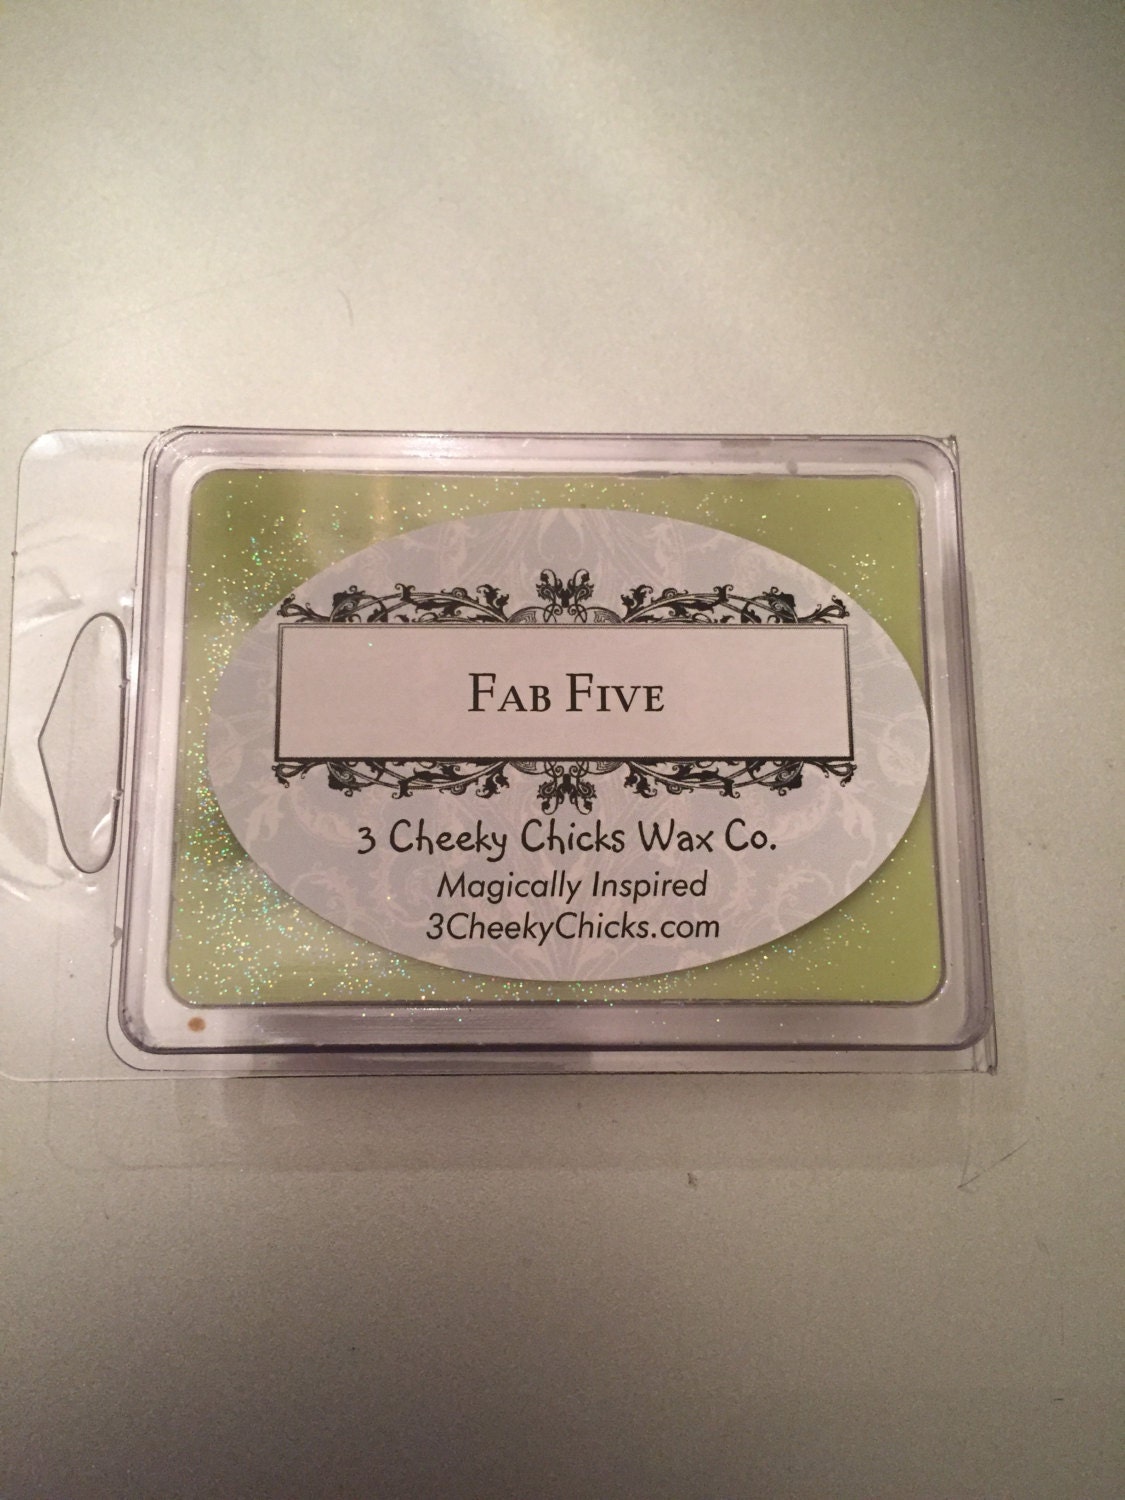 Fab Five
3 Cheeky Chicks Wax Co.
Magically Inspired
3CheekyChicks.com